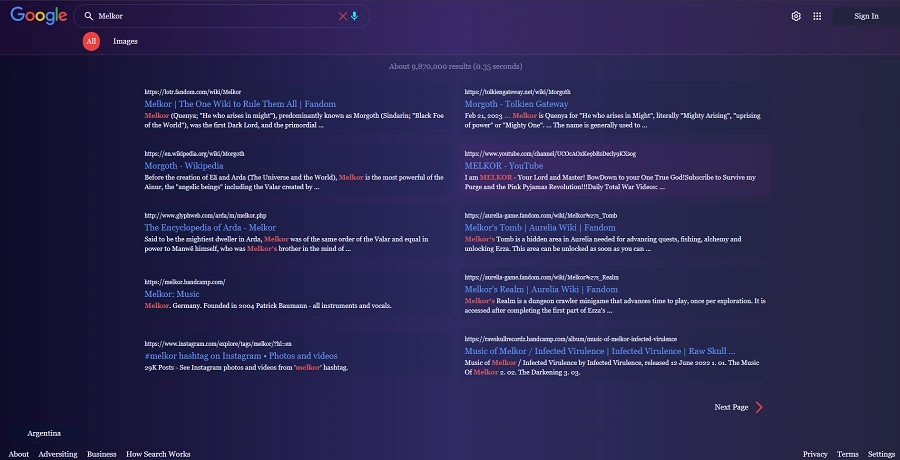 Google
Melkor
Sign In
All
Images
About 9,870,000 results (0.35 seconds)
https://lotr.fandom.com/wiki/Melkor
Melkor | The One Wiki to Rule Them All | Fandom
Melkor (Quenya; "He who arises in might"), predominantly known as Morgoth (Sindarin; "Black Foe
of the World"), was the first Dark Lord, and the primordial ...
https://tolkiengateway.net/wiki/Morgoth
Morgoth - Tolkien Gateway
Feb 21, 2023 ... Melkor is Quenya for "He who arises in Might", literally "Mighty Arising", "uprising
of power" or "Mighty One". ... The name is generally used to ...
https://en.wikipedia.org/wiki/Morgoth
Morgoth - Wikipedia
Before the creation of Eä and Arda (The Universe and the World), Melkor is the most powerful of the
Ainur, the "angelic beings" including the Valar created by ...
MELKOR - YouTube
I am MELKOR - Your Lord and Master! BowDown to your One True God!Subscribe to Survive my
Purge and the Pink Pyjamas Revolution!!!Daily Total War Videos: ...
http://www.glyphweb.com/arda/m/melkor.php
The Encyclopedia of Arda - Melkor
Said to be the mightiest dweller in Arda, Melkor was of the same order of the Valar and equal in
power to Manwë himself, who was Melkor's brother in the mind of ...
https://aurelia-game.fandom.com/wiki/Melkor%27s_Tomb
Melkor's Tomb | Aurelia Wiki | Fandom
Melkor's Tomb is a hidden area in Aurelia needed for advancing quests, fishing, alchemy and
unlocking Erza. This area can be unlocked as soon as you can ...
https://melkor.bandcamp.com/
Melkor: Music
Melkor. Germany. Founded in 2004 Patrick Baumann - all instruments and vocals.
https://aurelia-game.fandom.com/wiki/Melkor%27s_Realm
Melkor's Realm | Aurelia Wiki | Fandom
Melkor's Realm is a dungeon crawler minigame that advances time to play, once per exploration. It is
accessed after completing the first part of Erza's ...
https://www.instagram.com/explore/tags/melkor/?hl=en
#melkor hashtag on Instagram • Photos and videos
29K Posts - See Instagram photos and videos from 'melkor' hashtag.
https://rawskullrecordz.bandcamp.com/album/music-of-melkor-infected-virulence
Music of Melkor / Infected Virulence | Infected Virulence | Raw Skull ...
Music of Melkor / Infected Virulence by Infected Virulence, released 12 June 2022 1. 01. The Music
Of Melkor 2. 02. The Darkening 3. 03.
Next Page
Argentina
About Adversiting Business How Search Works
Privacy Terms Settings